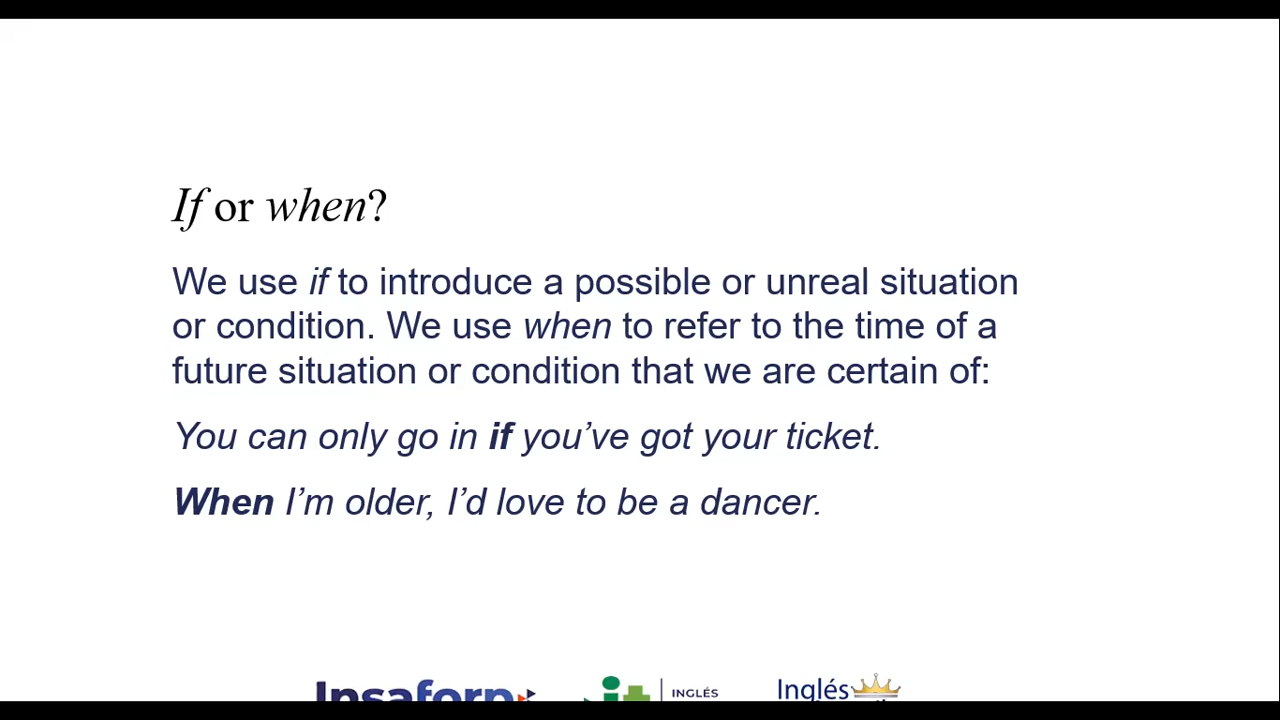 If or when?
We use if to introduce a possible or unreal situation
or condition. We use when to refer to the time of a
future situation or condition that we are certain of:
You can only go in if you’ve got your ticket.
When I’m older, I’d love to be a dancer.
Insaforp
INGLÉS
Inglés